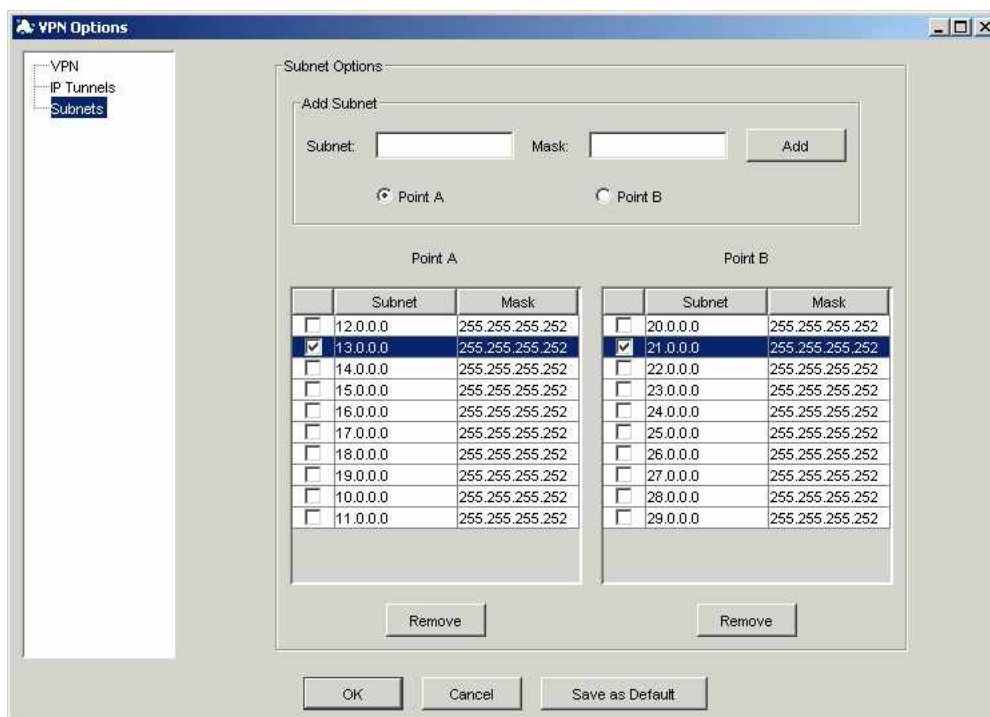 VPN Options
VPN
IP Tunnels
Subnets
Subnet Options
Add Subnet
Subnet:
Mask:
Add
Point A
Point B
Point A
Point B
Subnet Mask
12.0.0.0 255.255.255.252
13.0.0.0 255.255.255.252
14.0.0.0 255.255.255.252
15.0.0.0 255.255.255.252
16.0.0.0 255.255.255.252
17.0.0.0 255.255.255.252
18.0.0.0 255.255.255.252
19.0.0.0 255.255.255.252
10.0.0.0 255.255.255.252
11.0.0.0 255.255.255.252
Remove
Subnet Mask
20.0.0.0 255.255.255.252
21.0.0.0 255.255.255.252
22.0.0.0 255.255.255.252
23.0.0.0 255.255.255.252
24.0.0.0 255.255.255.252
25.0.0.0 255.255.255.252
26.0.0.0 255.255.255.252
27.0.0.0 255.255.255.252
28.0.0.0 255.255.255.252
29.0.0.0 255.255.255.252
Remove
OK
Cancel
Save as Default